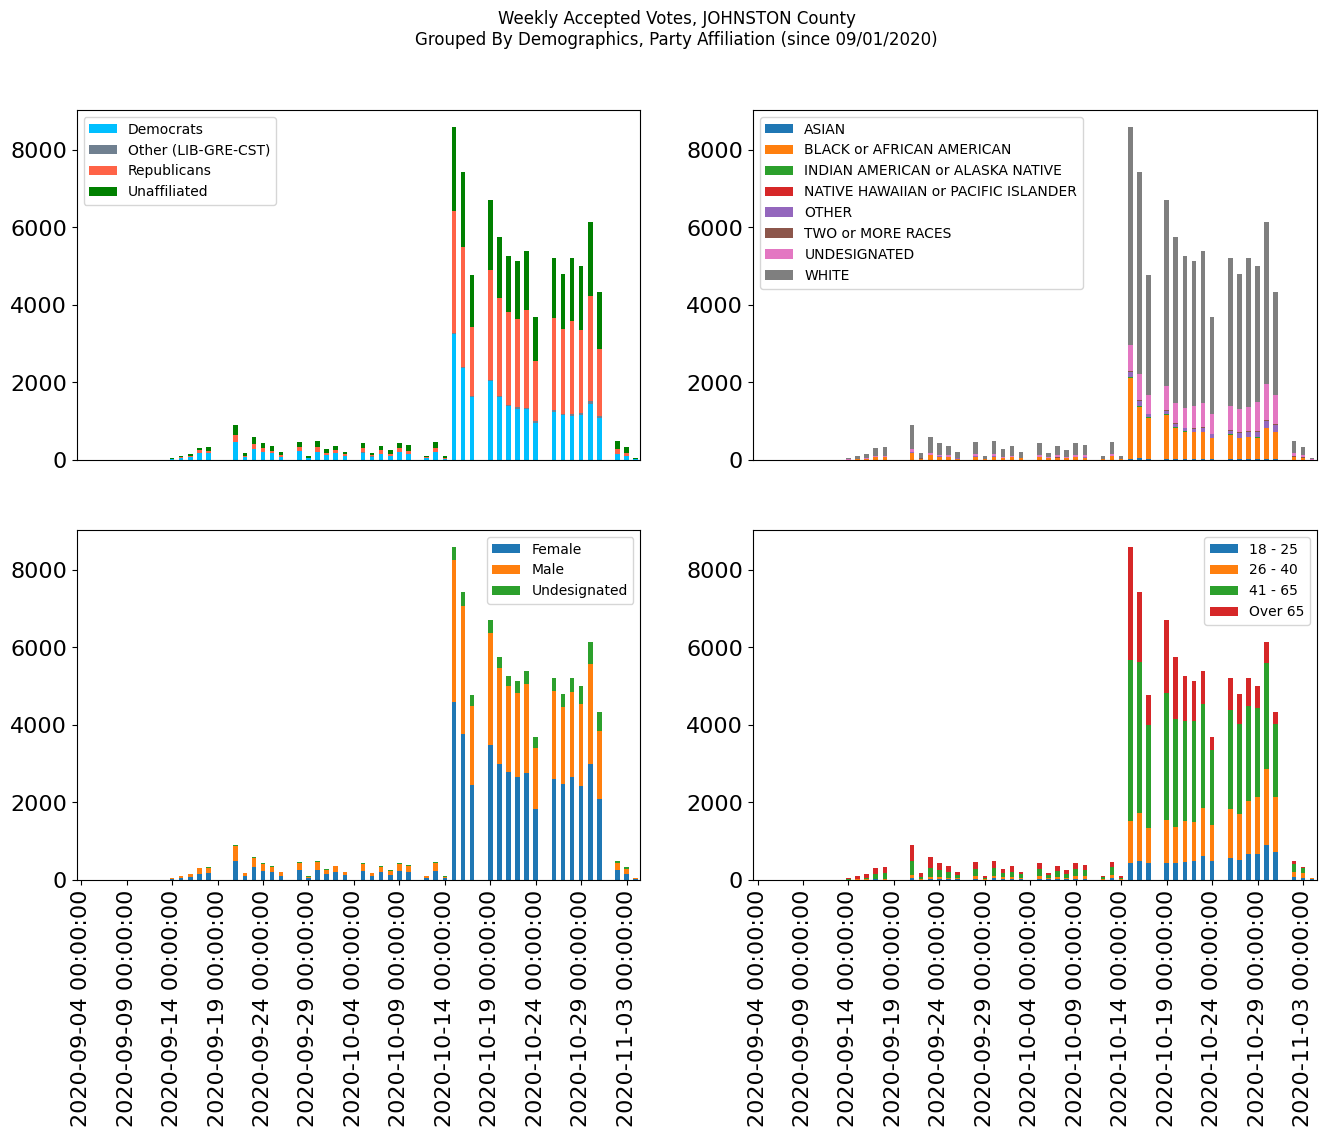 Weekly Accepted Votes, JOHNSTON County
Grouped By Demographics, Party Affiliation (since 09/01/2020)
8000
6000
4000
2000
0
Democrats
Other (LIB-GRE-CST)
Republicans
Unaffiliated
8000
6000
4000
2000
0
ASIAN
BLACK or AFRICAN AMERICAN
INDIAN AMERICAN or ALASKA NATIVE
NATIVE HAWAIIAN or PACIFIC ISLANDER
OTHER
TWO or MORE RACES
UNDESIGNATED
WHITE
8000
6000
4000
2000
0
Female
Male
Undesignated
2020-09-04 00:00:00
2020-09-09 00:00:00
2020-09-14 00:00:00
2020-09-19 00:00:00
2020-09-24 00:00:00
2020-09-29 00:00:00
2020-10-04 00:00:00
2020-10-09 00:00:00
2020-10-14 00:00:00
2020-10-19 00:00:00
2020-10-24 00:00:00
2020-10-29 00:00:00
2020-11-03 00:00:00
8000
6000
4000
2000
0
18 - 25
26 - 40
41 - 65
Over 65
2020-09-04 00:00:00
2020-09-09 00:00:00
2020-09-14 00:00:00
2020-09-19 00:00:00
2020-09-24 00:00:00
2020-09-29 00:00:00
2020-10-04 00:00:00
2020-10-09 00:00:00
2020-10-14 00:00:00
2020-10-19 00:00:00
2020-10-24 00:00:00
2020-10-29 00:00:00
2020-11-03 00:00:00